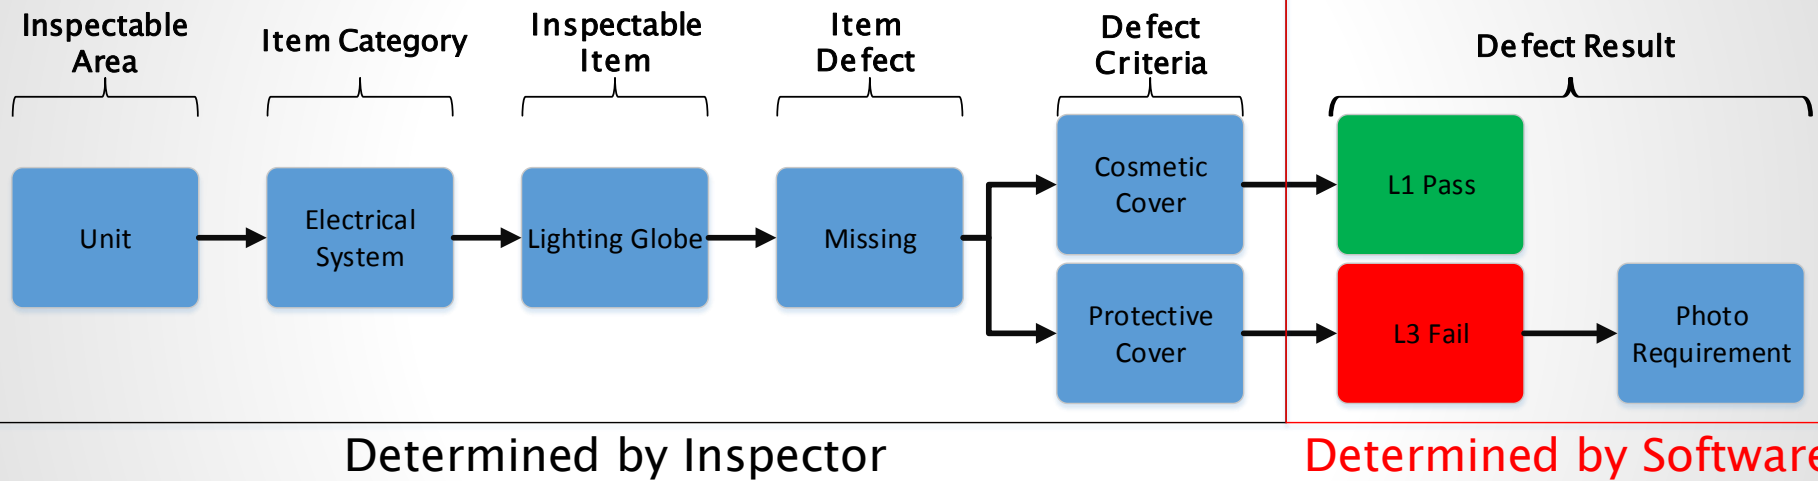 Inspectable
Area
Item Category
Inspectable
Item
Item
Defect
Defect
Criteria
Defect Result
Unit
Electrical
System
Lighting Globe
Missing
Cosmetic
Cover
Protective
Cover
L1 Pass
L3 Fail
Photo
Requirement
Determined by Inspector
Determined by Software